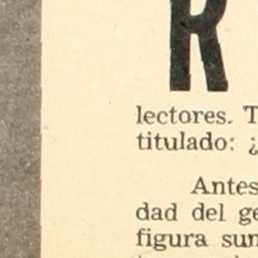 R
lectores. T
titulado: ¿
Antes
dad del ge
figura sun